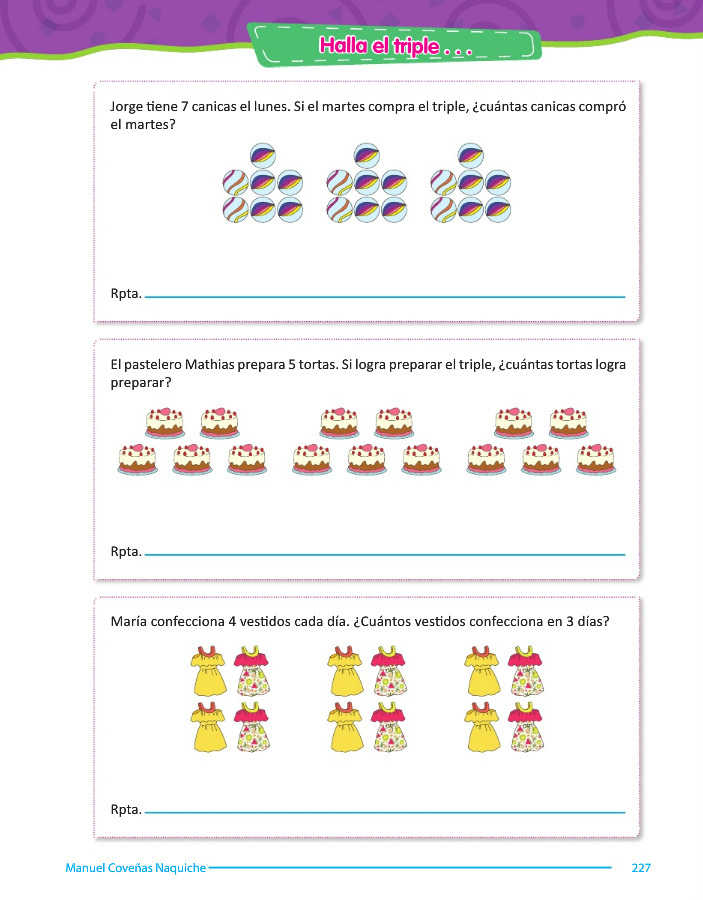 Halla el triple . . .
Jorge tiene 7 canicas el lunes. Si el martes compra el triple, ¿cuántas canicas compró
el martes?
Rpta.
El pastelero Mathias prepara 5 tortas. Si logra preparar el triple, ¿cuántas tortas logra
preparar?
Rpta.
María confecciona 4 vestidos cada día. ¿Cuántos vestidos confecciona en 3 días?
Rpta.
Manuel Coveñas Naquiche
227